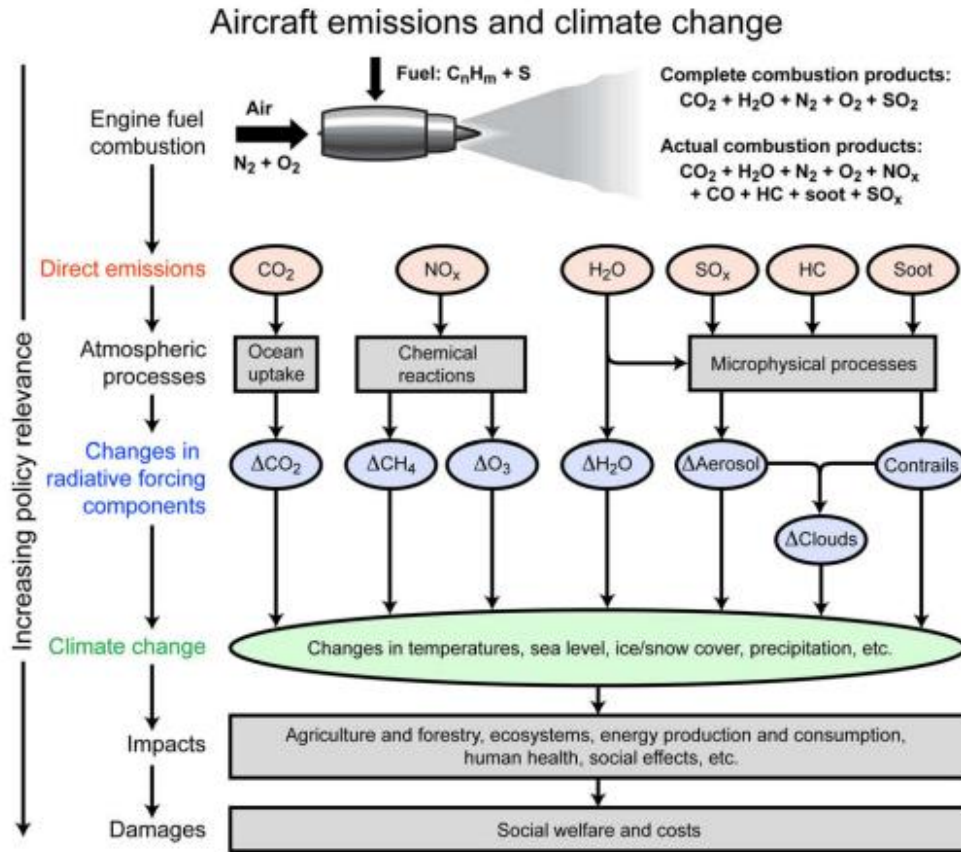 Aircraft emissions and climate change
Increasing policy relevance
Engine fuel
combustion
Air
N₂ + O₂
Fuel: CₙHₘ + S
Complete combustion products:
CO₂ + H₂O + N₂ + O₂ + SO₂
Actual combustion products:
CO₂ + H₂O + N₂ + O₂ + NOₓ
+ CO + HC + soot + SOₓ
Direct emissions
CO₂
NOₓ
H₂O
SOₓ
HC
Soot
Atmospheric
processes
Ocean
uptake
Chemical
reactions
Microphysical processes
Changes in
radiative forcing
components
ΔCO₂
ΔCH₄
ΔO₃
ΔH₂O
ΔAerosol
Contrails
ΔClouds
Climate change
Changes in temperatures, sea level, ice/snow cover, precipitation, etc.
Impacts
Agriculture and forestry, ecosystems, energy production and consumption,
human health, social effects, etc.
Damages
Social welfare and costs